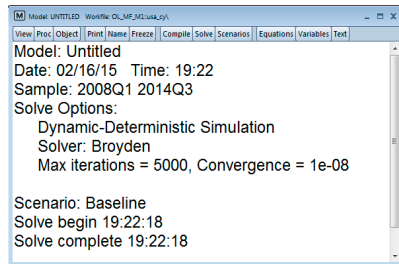 Model: UNTITLED Workfile: OL_MF_M1::usa_cy\
View Proc Object Print Name Freeze Compile Solve Scenarios Equations Variables Text
Model: Untitled
Date: 02/16/15 Time: 19:22
Sample: 2008Q1 2014Q3
Solve Options:
Dynamic-Deterministic Simulation
Solver: Broyden
Max iterations = 5000, Convergence = 1e-08
Scenario: Baseline
Solve begin 19:22:18
Solve complete 19:22:18